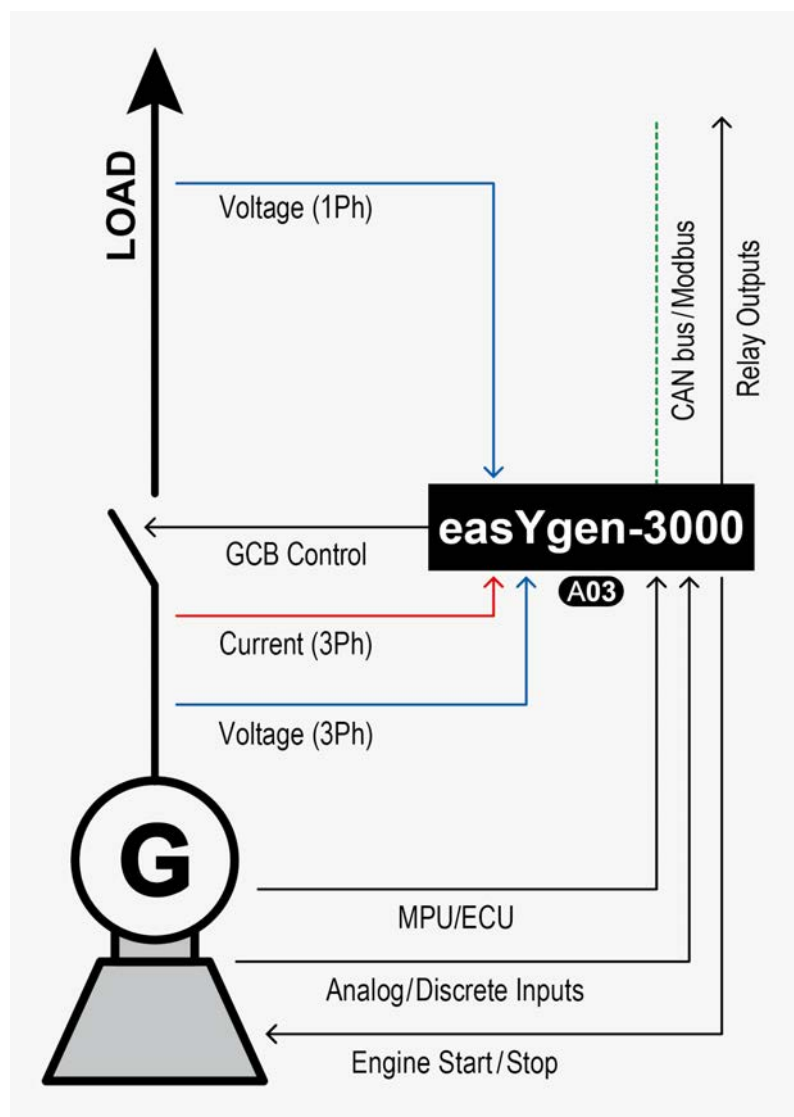 LOAD
Voltage (1Ph)
CAN bus/Modbus
Relay Outputs
easYgen-3000
GCB Control
A03
Current (3Ph)
Voltage (3Ph)
G
MPU/ECU
Analog/Discrete Inputs
Engine Start/Stop